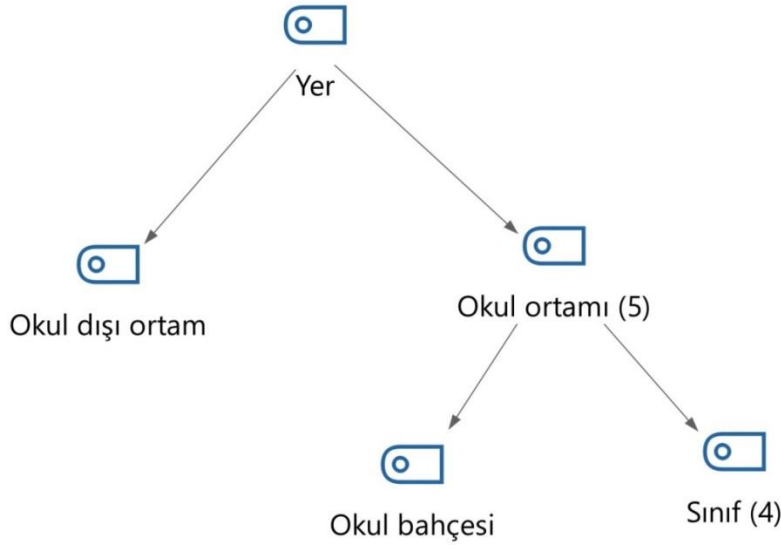 Yer
Okul dışı ortam
Okul ortamı (5)
Okul bahçesi
Sınıf (4)